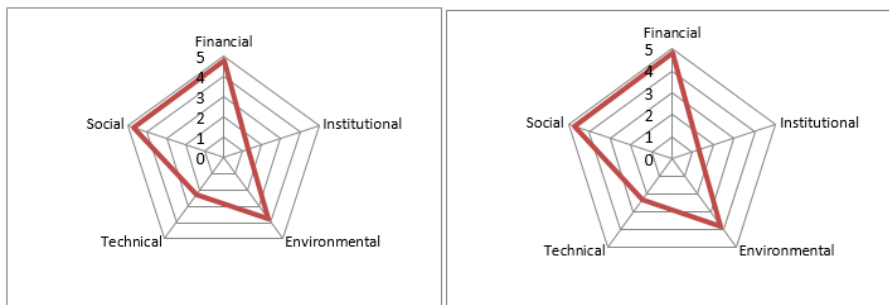 Financial
5
4
3
2
1
0
Social
Institutional
Technical
Environmental
Financial
5
4
3
2
1
0
Social
Institutional
Technical
Environmental